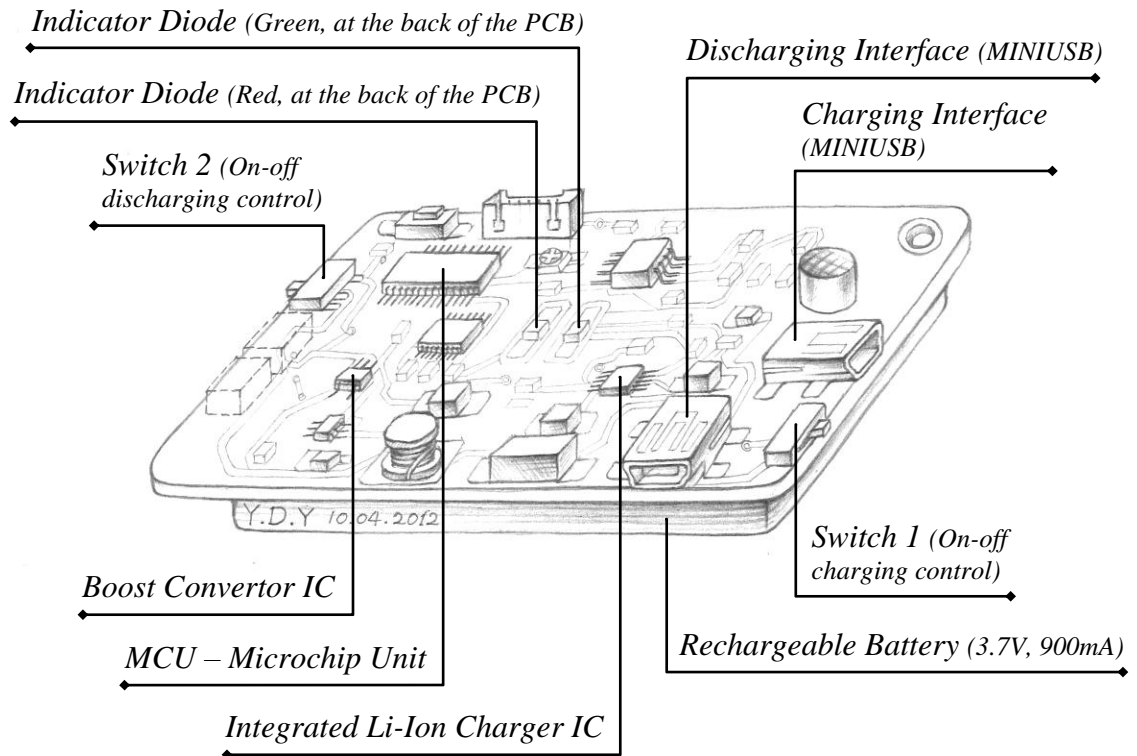 Indicator Diode (Green, at the back of the PCB)
Discharging Interface (MINIUSB)
Indicator Diode (Red, at the back of the PCB)
Charging Interface
(MINIUSB)
Switch 2 (On-off
discharging control)
Y.D.Y 10.04.2012
Switch 1 (On-off
charging control)
Boost Convertor IC
Rechargeable Battery (3.7V, 900mA)
MCU – Microchip Unit
Integrated Li-Ion Charger IC